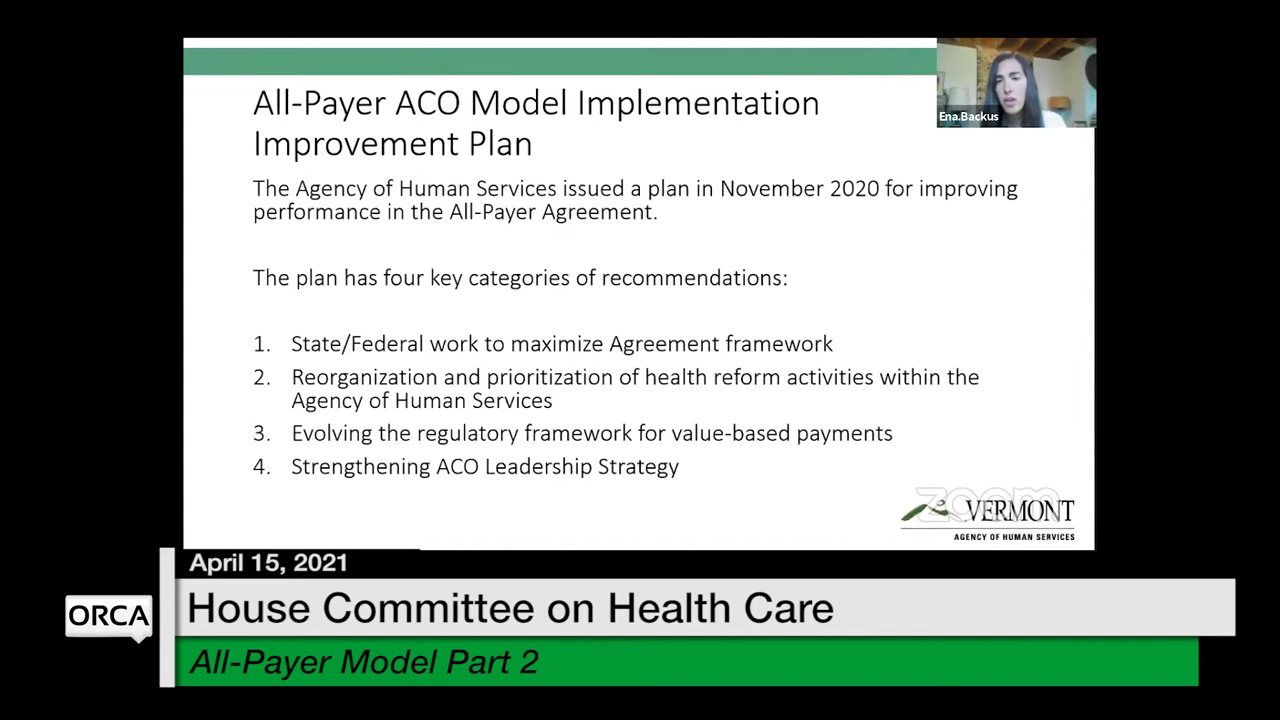 All-Payer ACO Model Implementation
Improvement Plan
Ena.Backus
The Agency of Human Services issued a plan in November 2020 for improving
performance in the All-Payer Agreement.
The plan has four key categories of recommendations:
1. State/Federal work to maximize Agreement framework
2. Reorganization and prioritization of health reform activities within the
Agency of Human Services
3. Evolving the regulatory framework for value-based payments
4. Strengthening ACO Leadership Strategy
zoom
VERMONT
AGENCY OF HUMAN SERVICES
April 15, 2021
ORCA
House Committee on Health Care
All-Payer Model Part 2